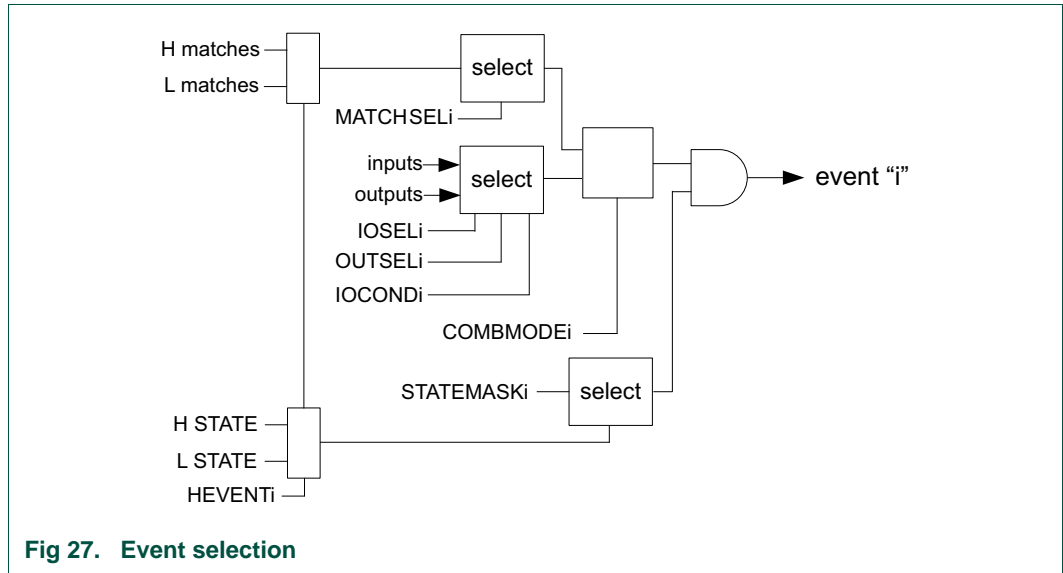 H matches
L matches
select
MATCHSELi
inputs
outputs
select
IOSELi
OUTSELi
IOCONDi
event “i”
COMBMODEi
STATEMASKi
select
H STATE
L STATE
HEVENTi
Fig 27. Event selection